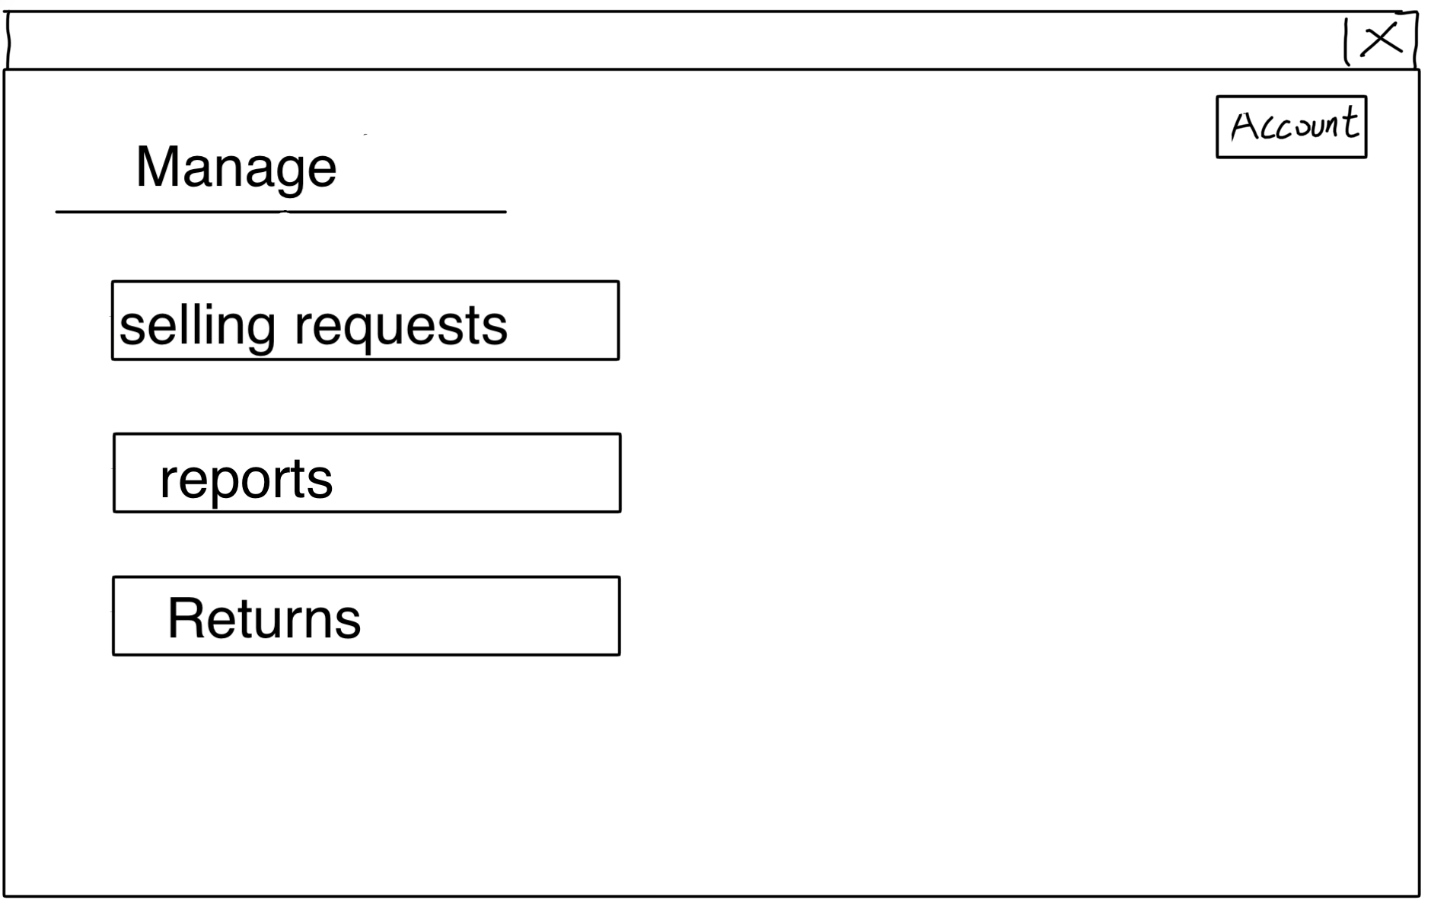 X
Account
Manage
selling requests
reports
Returns